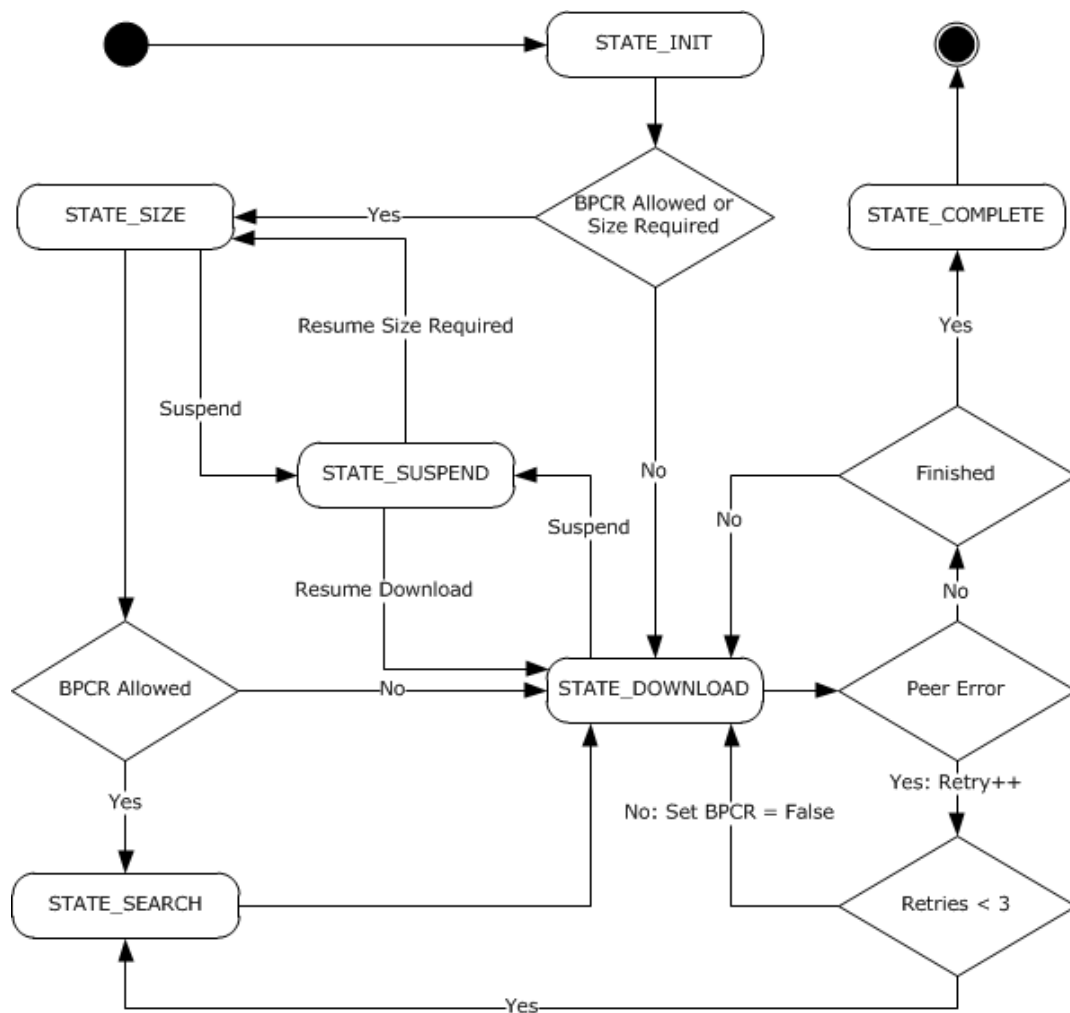 STATE_INIT
BPCR Allowed or
Size Required
STATE_SIZE
Yes
STATE_COMPLETE
Resume Size Required
Yes
Suspend
STATE_SUSPEND
No
Finished
Suspend
No
Resume Download
No
BPCR Allowed
No
STATE_DOWNLOAD
Peer Error
Yes: Retry++
Yes
No: Set BPCR = False
STATE_SEARCH
Retries < 3
Yes